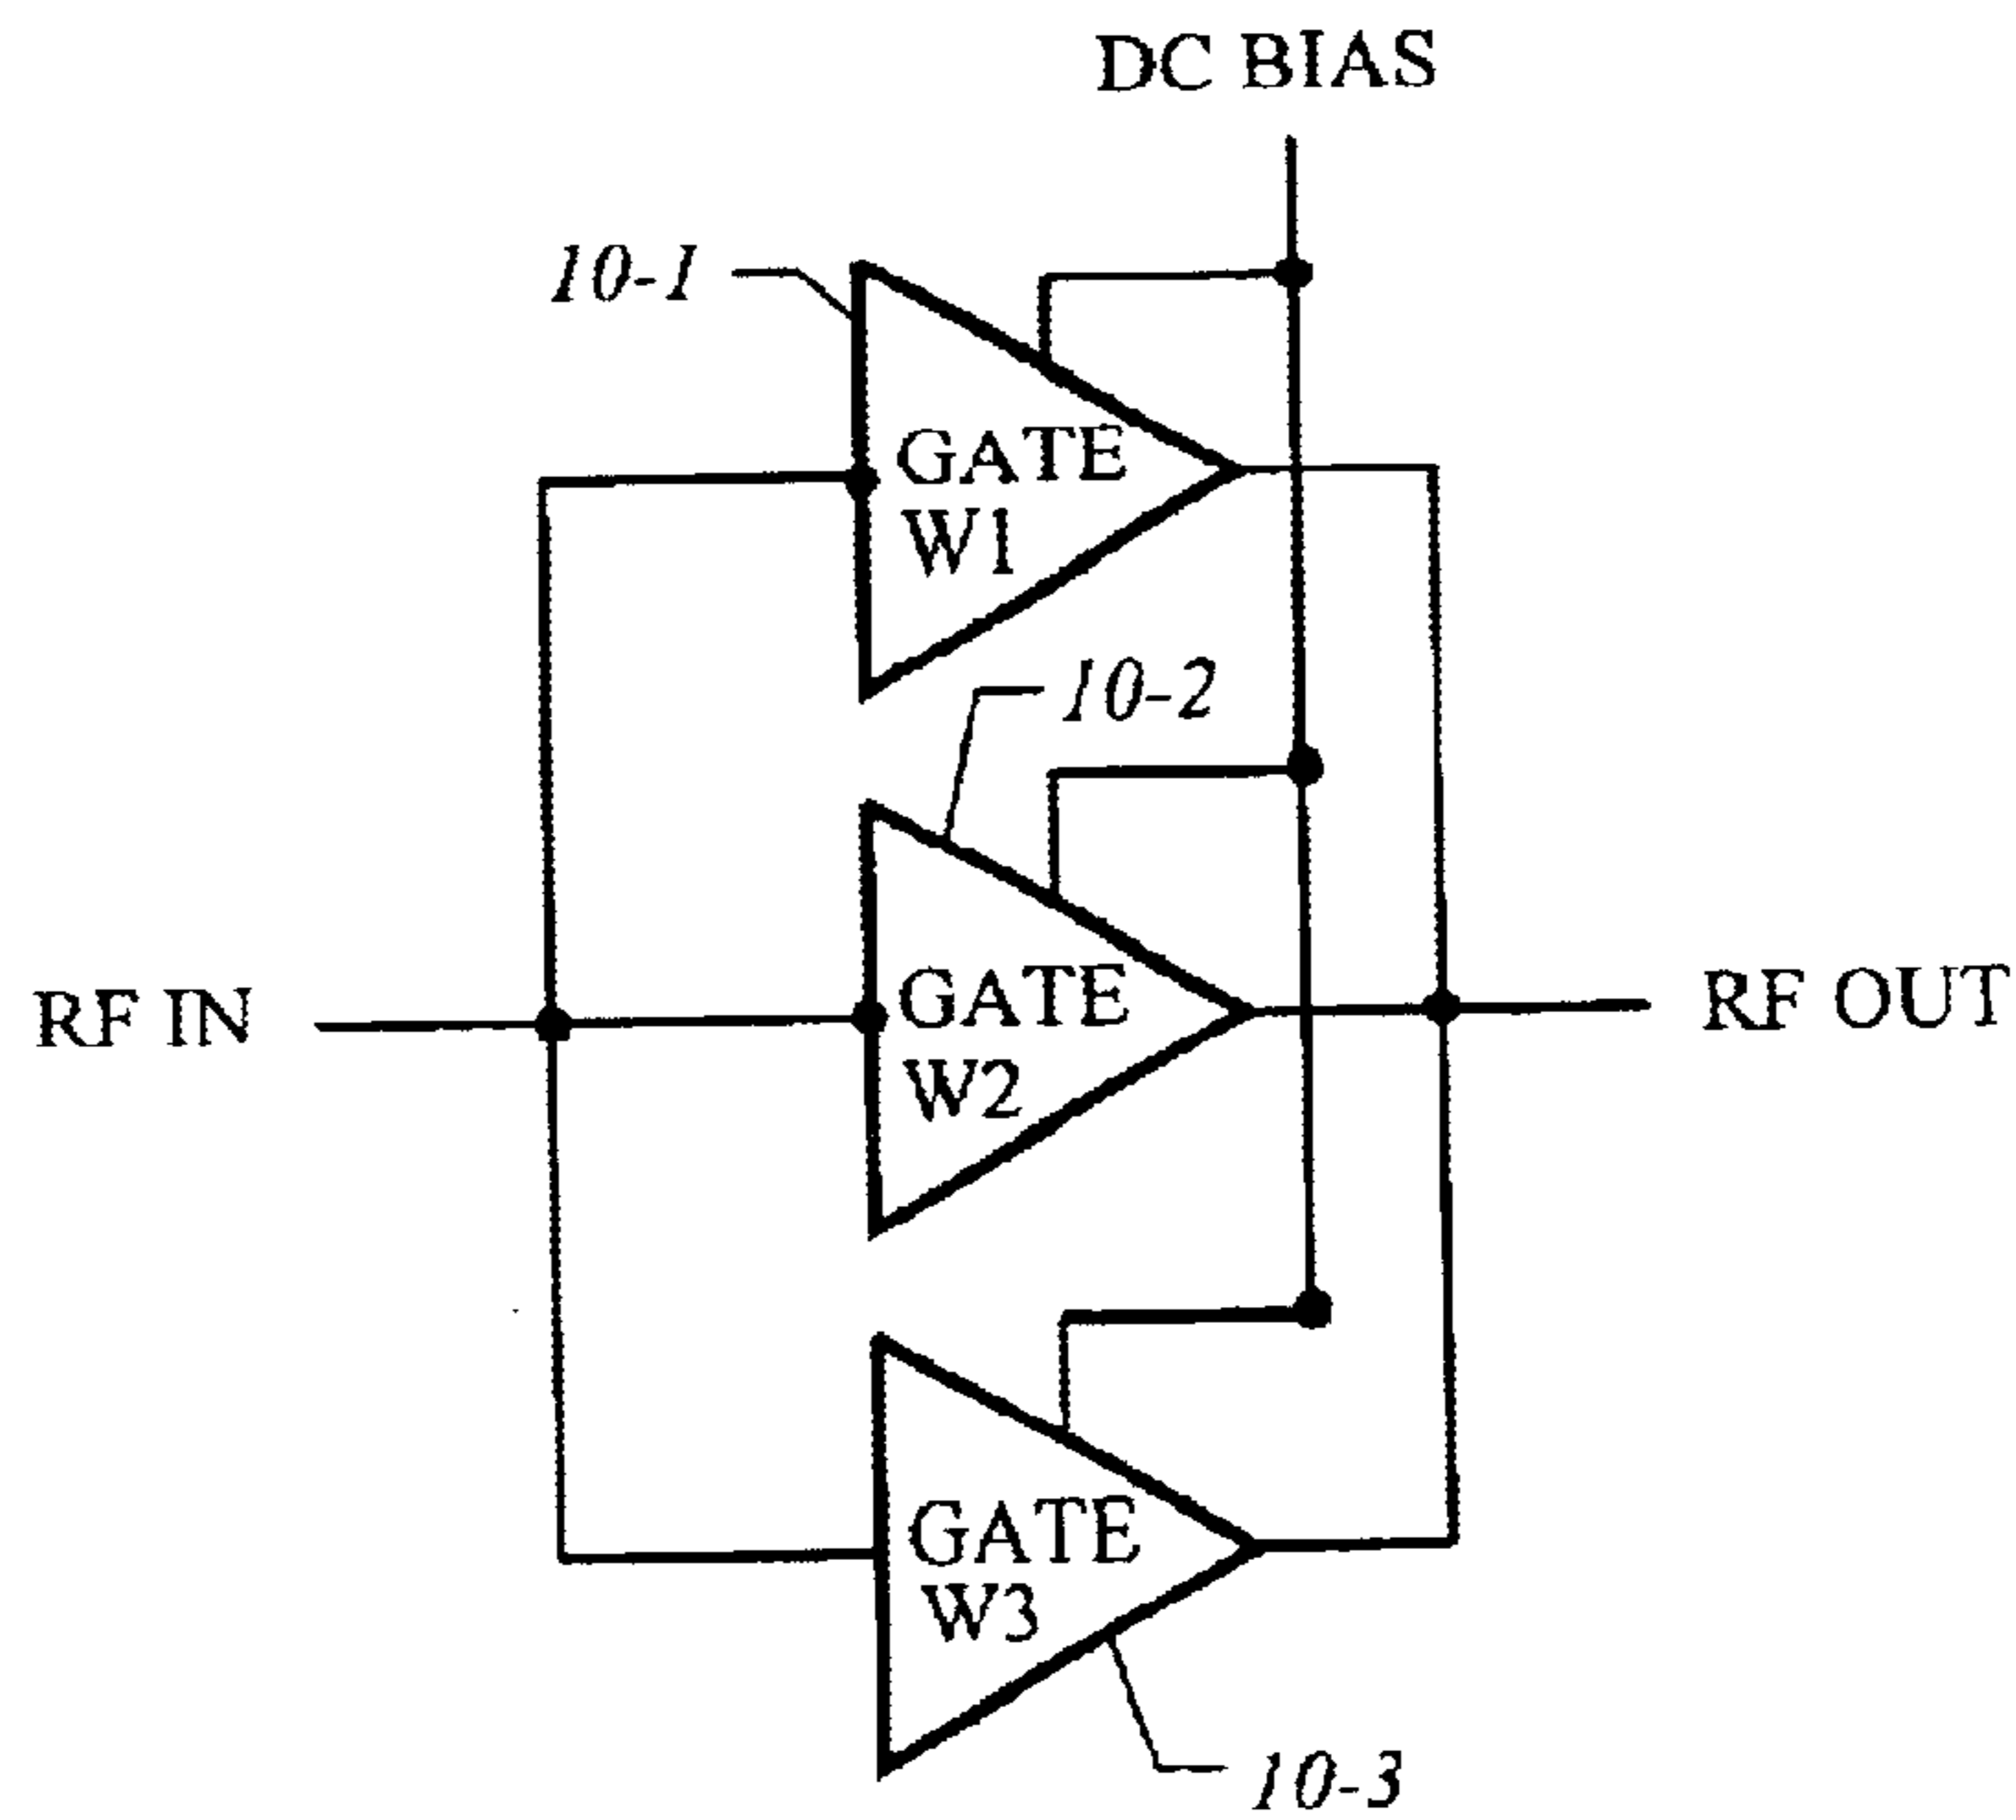 DC BIAS
10-1
GATE
W1
10-2
RF IN
GATE
W2
RF OUT
GATE
W3
10-3